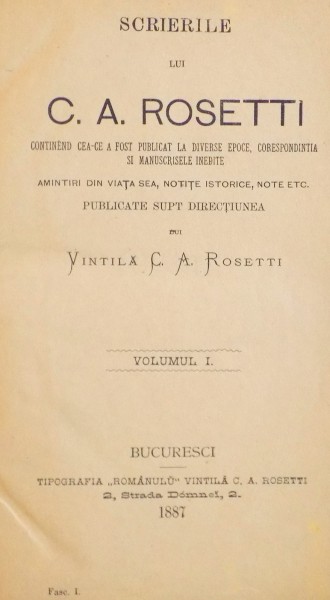 SCRIERILE
LUI
C. A. ROSETTI
CONTINÊND CEA-CE A FOST PUBLICAT LA DIVERSE EPOCE, CORESPONDINTIA
SI MANUSCRISELE INEDITE
AMINTIRI DIN VIAȚA SEA, NOTIȚE ISTORICE, NOTE ETC.
PUBLICATE SUPT DIRECȚIUNEA
LUI
VINTILĂ C. A. ROSETTI
VOLUMUL I.
BUCURESCI
TIPOGRAFIA „ROMÂNULŬ“ VINTILĂ C. A. ROSETTI
2, Strada Dómnei, 2.
1887
Fasc. 1.